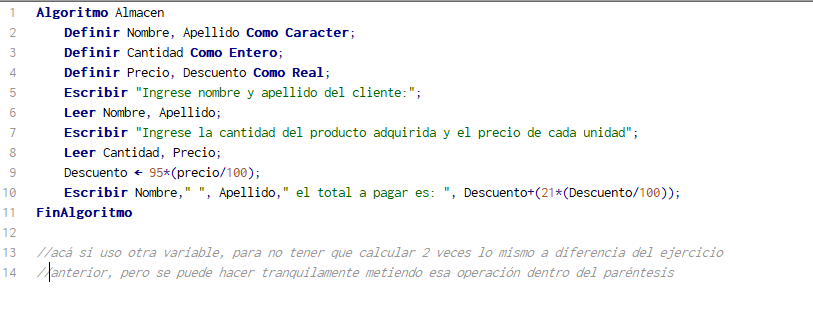 1 Algoritmo Almacen
2 Definir Nombre, Apellido Como Caracter;
3 Definir Cantidad Como Entero;
4 Definir Precio, Descuento Como Real;
5 Escribir "Ingrese nombre y apellido del cliente:";
6 Leer Nombre, Apellido;
7 Escribir "Ingrese la cantidad del producto adquirida y el precio de cada unidad";
8 Leer Cantidad, Precio;
9 Descuento ← 95*(precio/100);
10 Escribir Nombre," ", Apellido," el total a pagar es: ", Descuento+(21*(Descuento/100));
11 FinAlgoritmo
12
13 //acá si uso otra variable, para no tener que calcular 2 veces lo mismo a diferencia del ejercicio
14 //anterior, pero se puede hacer tranquilamente metiendo esa operación dentro del paréntesis